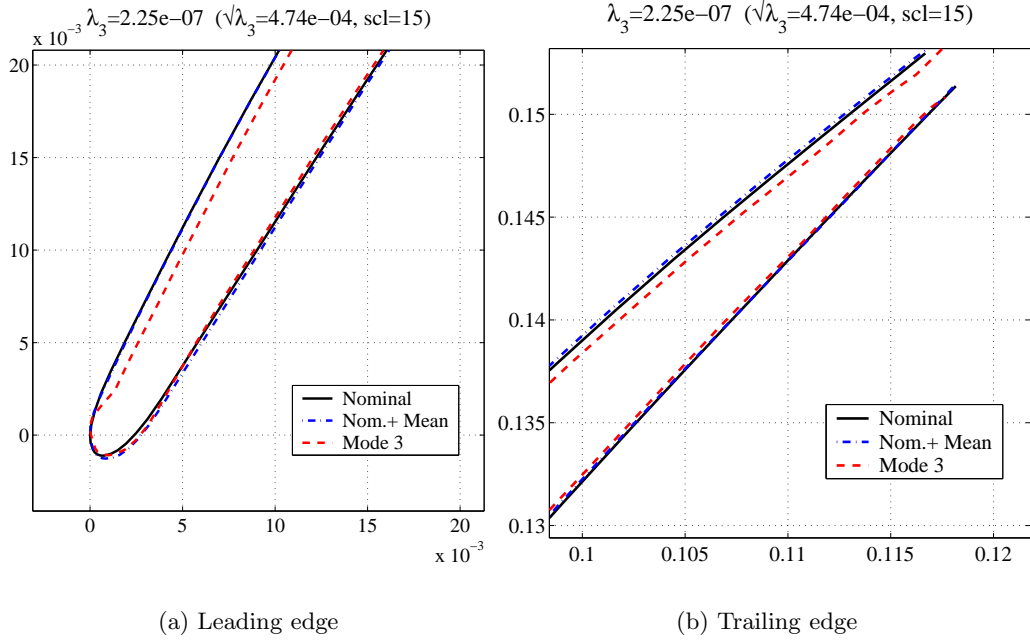 λ3=2.25e−07 (√λ3=4.74e−04, scl=15)
x 10−3
20
15
10
5
0
0 5 10 15 20
x 10−3
Nominal
Nom.+ Mean
Mode 3
(a) Leading edge
λ3=2.25e−07 (√λ3=4.74e−04, scl=15)
0.15
0.145
0.14
0.135
0.13
0.1 0.105 0.11 0.115 0.12
Nominal
Nom.+ Mean
Mode 3
(b) Trailing edge